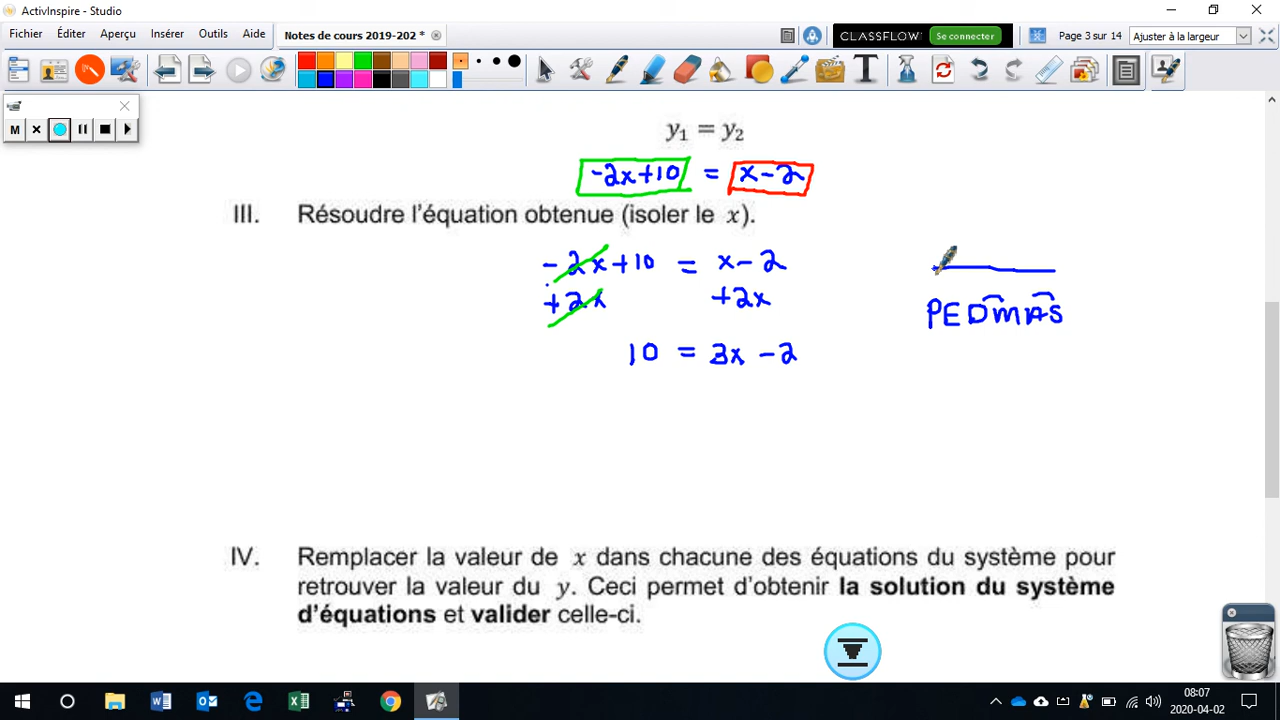 ActivInspire - Studio
Fichier Éditer Aperçu Insérer Outils Aide Notes de cours 2019-202 * CLASSFLOW Se connecter Page 3 sur 14 Ajuster à la largeur
M
y₁ = y₂
-2x+10 = x-2
III. Résoudre l'équation obtenue (isoler le x).
-2x+10 = x-2
+2x +2x
PEDMAS
10 = 3x -2
IV. Remplacer la valeur de x dans chacune des équations du système pour
retrouver la valeur du y. Ceci permet d'obtenir la solution du système
d'équations et valider celle-ci.
08:07
2020-04-02